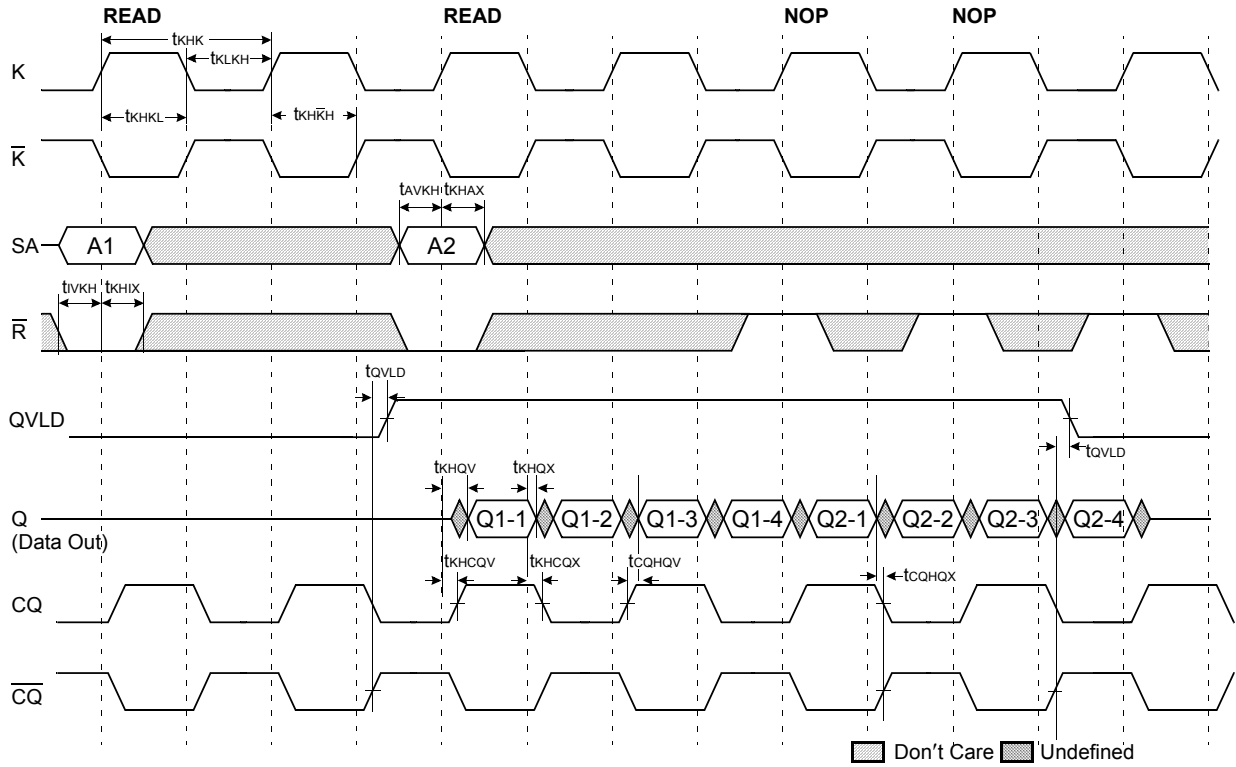 READ READ NOP NOP
tKHK
tKLKH
K
tKHKL tKHK̅H
K̅
tAVKH tKHAX
SA A1 A2
tIVKH tKHIX
R̅
tQVLD
QVLD
tQVLD
tKHQV tKHQX
Q Q1-1 Q1-2 Q1-3 Q1-4 Q2-1 Q2-2 Q2-3 Q2-4
(Data Out)
tKHCQV tKHCQX tCQHQV tCQHQX
CQ
C̅Q̅
Don't Care Undefined